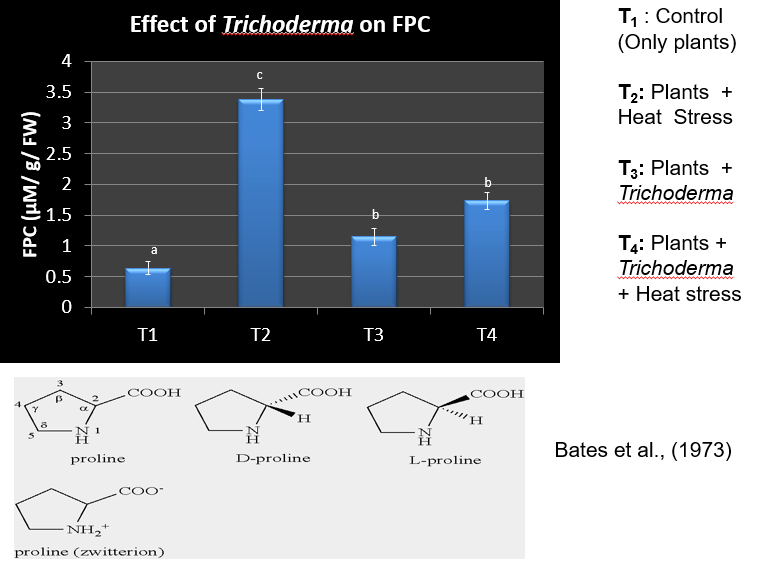 Effect of Trichoderma on FPC
FPC (µM/ g/ FW)
4
3.5
3
2.5
2
1.5
1
0.5
0
a
c
b
b
T1
T2
T3
T4
T₁ : Control
(Only plants)
T₂: Plants +
Heat Stress
T₃: Plants +
Trichoderma
T₄: Plants +
Trichoderma
+ Heat stress
3
4
β
2
γ
α
COOH
8
5
N 1
H
proline
COOH
H
N
H
D-proline
COOH
H
N
H
L-proline
COO⁻
NH₂⁺
proline (zwitterion)
Bates et al., (1973)